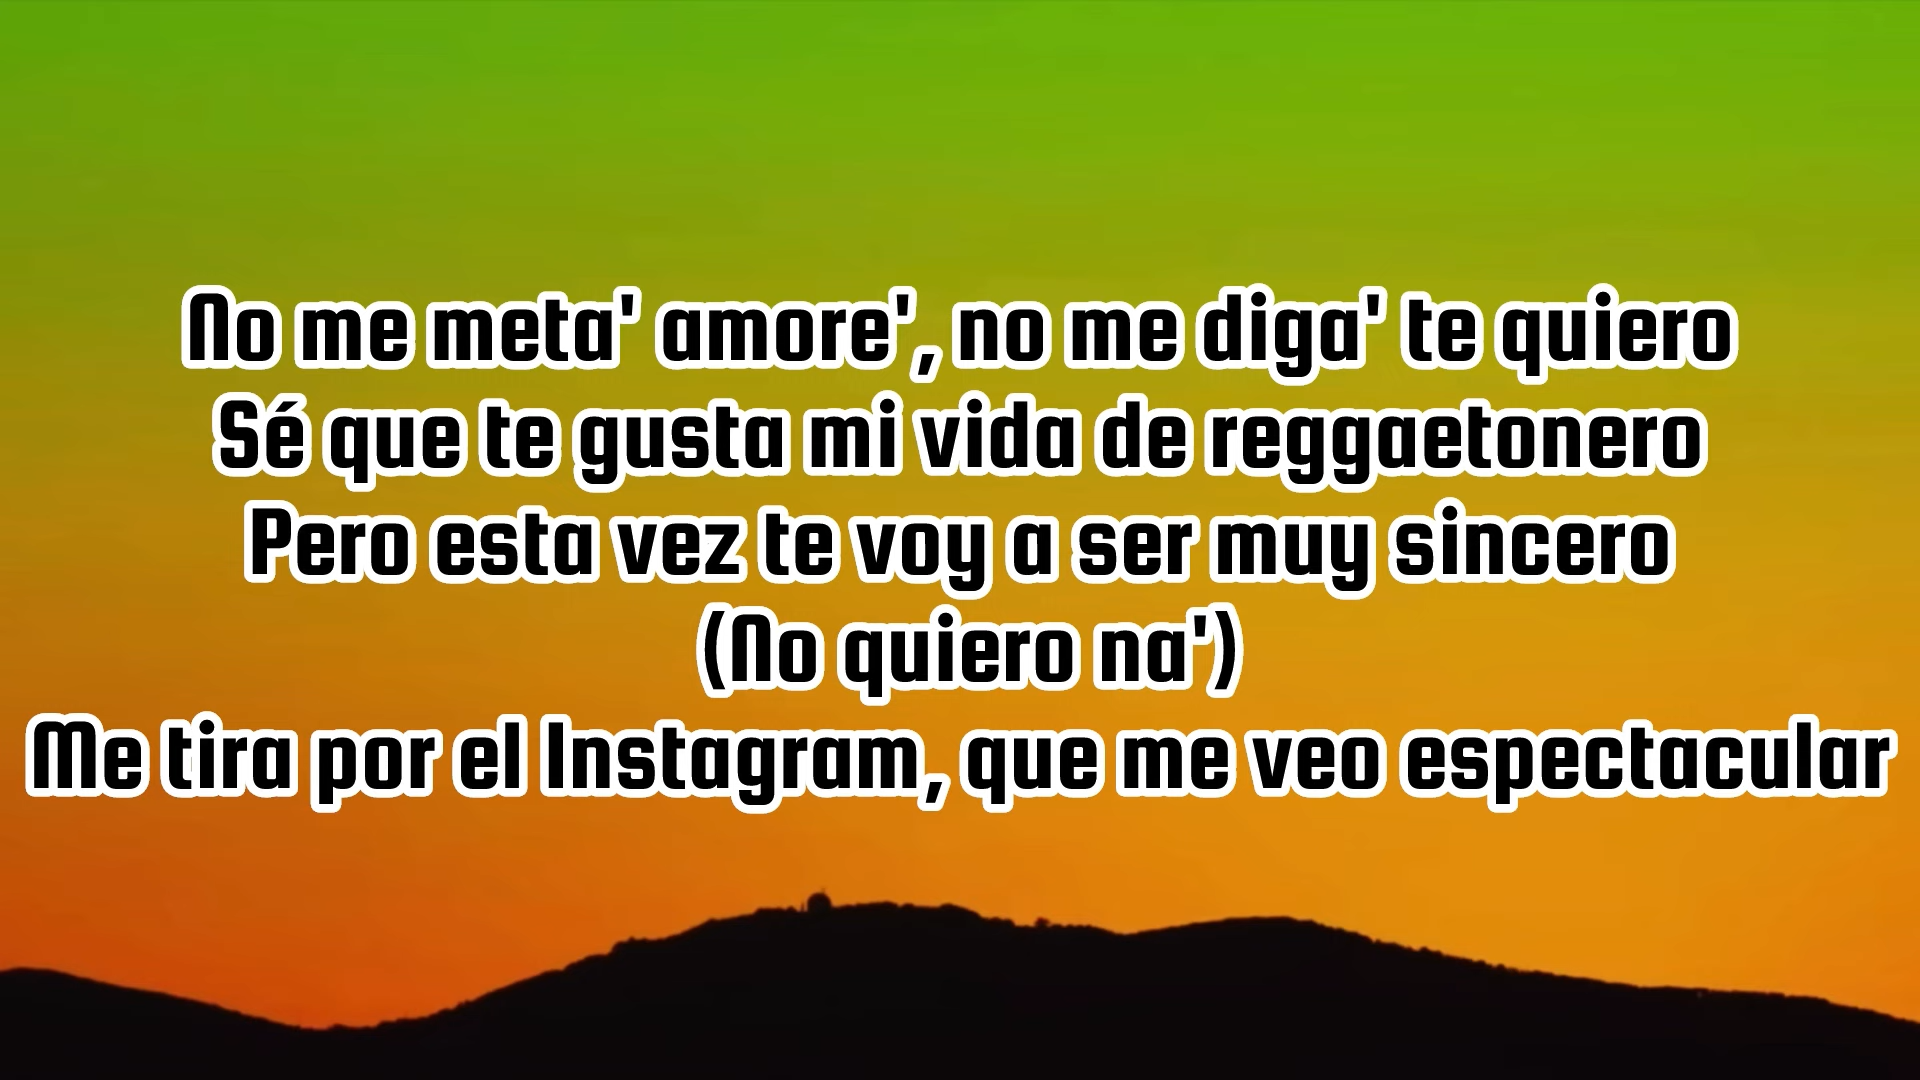 No me meta' amore', no me diga' te quiero
Sé que te gusta mi vida de reggaetonero
Pero esta vez te voy a ser muy sincero
(No quiero na')
Me tira por el Instagram, que me veo espectacular